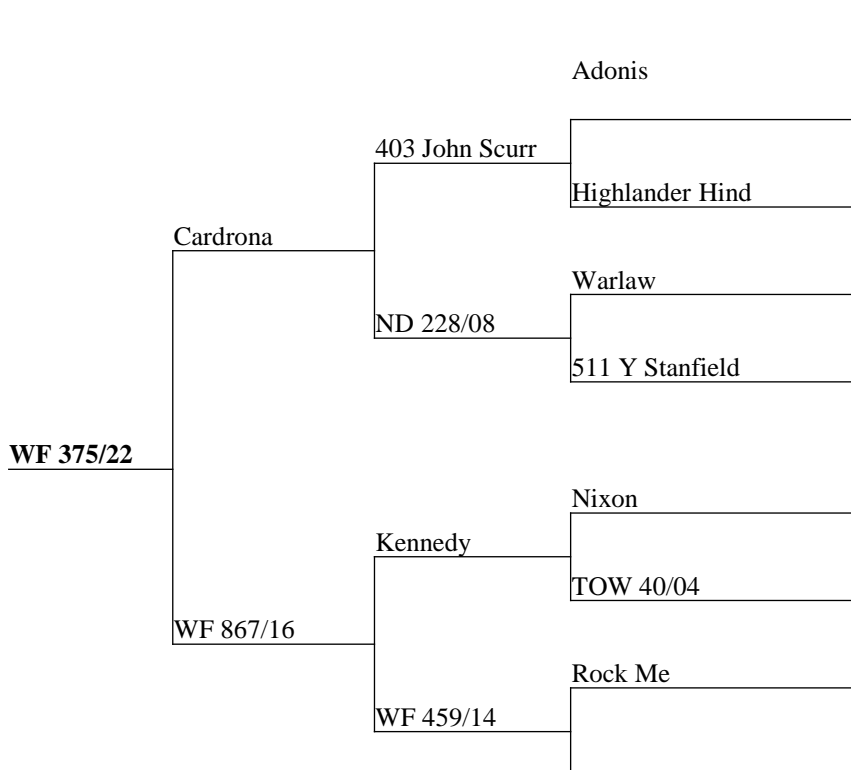 Adonis
403 John Scurr
Highlander Hind
Cardrona
Warlaw
ND 228/08
511 Y Stanfield
WF 375/22
Nixon
Kennedy
TOW 40/04
WF 867/16
Rock Me
WF 459/14